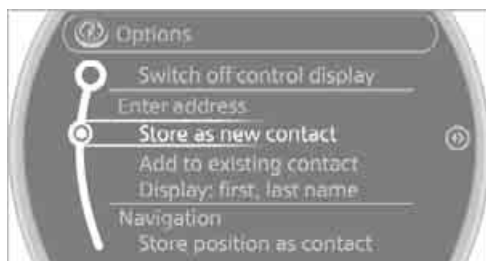 Options
Switch off control display
Enter address
Store as new contact
Add to existing contact
Display: first, last name
Navigation
Store position as contact